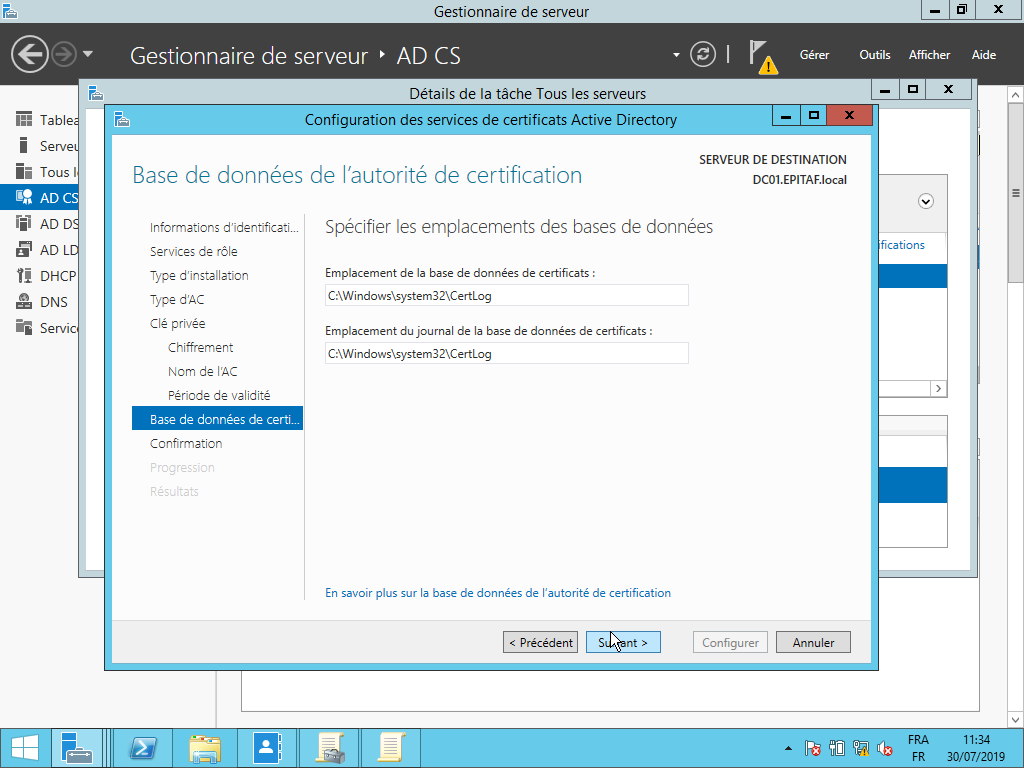 Gestionnaire de serveur
Gestionnaire de serveur ‣ AD CS
Gérer
Outils
Afficher
Aide
Détails de la tâche Tous les serveurs
Configuration des services de certificats Active Directory
Tous
AD CS
AD DS
AD LD
DHCP
DNS
Base de données de l'autorité de certification
SERVEUR DE DESTINATION
DC01.EPITAF.local
Informations d'identificati...
Services de rôle
Type d'installation
Type d'AC
Clé privée
Chiffrement
Nom de l'AC
Période de validité
Base de données de certi...
Confirmation
Progression
Résultats
Spécifier les emplacements des bases de données
Emplacement de la base de données de certificats :
C:\Windows\system32\CertLog
Emplacement du journal de la base de données de certificats :
C:\Windows\system32\CertLog
En savoir plus sur la base de données de l'autorité de certification
ifications
< Précédent
Suivant >
Configurer
Annuler
FRA
FR
11:34
30/07/2019